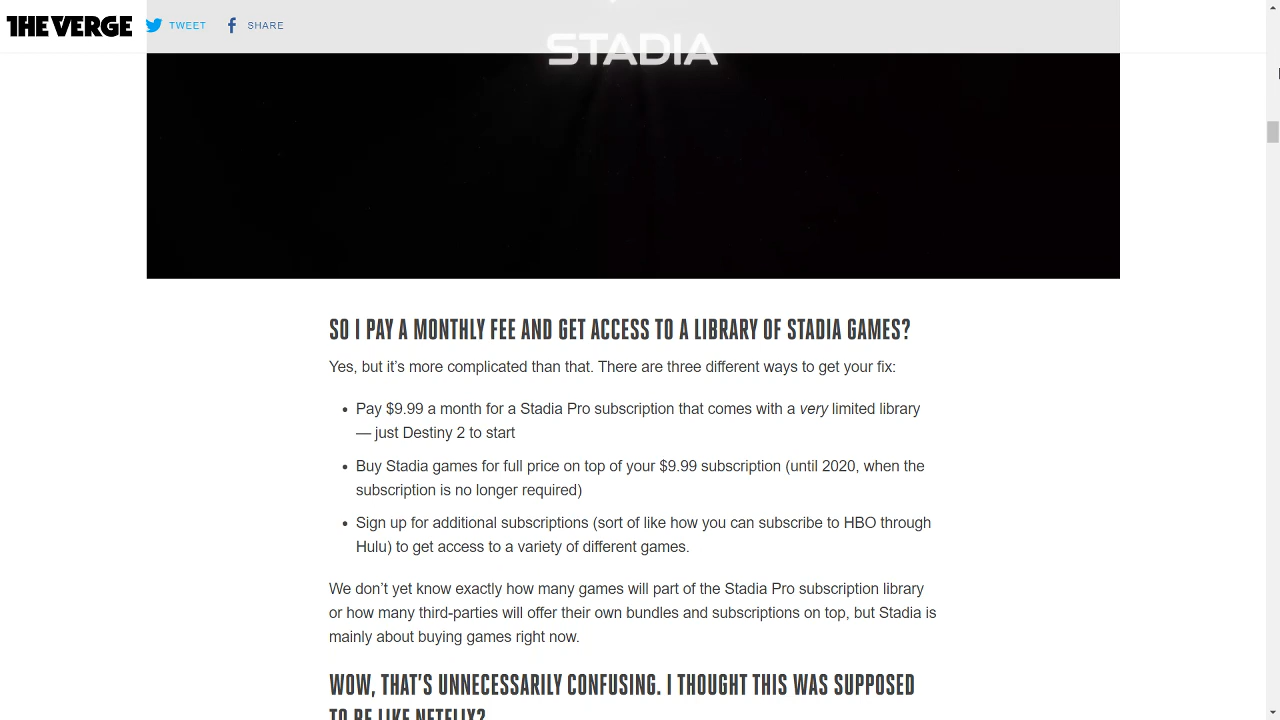 THE VERGE
TWEET
SHARE
STADIA
SO I PAY A MONTHLY FEE AND GET ACCESS TO A LIBRARY OF STADIA GAMES?
Yes, but it’s more complicated than that. There are three different ways to get your fix:
• Pay $9.99 a month for a Stadia Pro subscription that comes with a very limited library
— just Destiny 2 to start
• Buy Stadia games for full price on top of your $9.99 subscription (until 2020, when the
subscription is no longer required)
• Sign up for additional subscriptions (sort of like how you can subscribe to HBO through
Hulu) to get access to a variety of different games.
We don’t yet know exactly how many games will part of the Stadia Pro subscription library
or how many third-parties will offer their own bundles and subscriptions on top, but Stadia is
mainly about buying games right now.
WOW, THAT’S UNNECESSARILY CONFUSING. I THOUGHT THIS WAS SUPPOSED
TO BE LIKE NETFLIX?